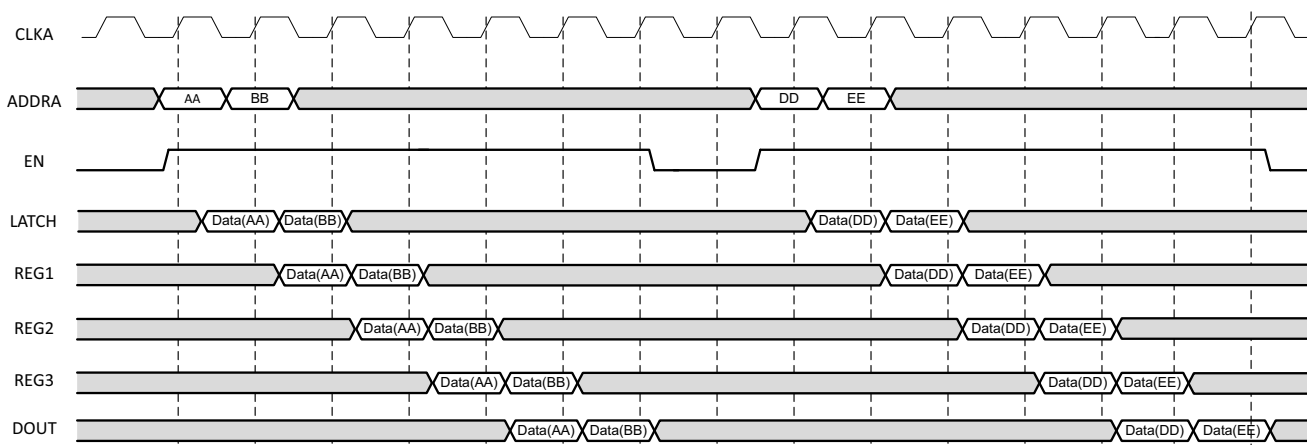 CLKA
ADDRA AA BB DD EE
EN
LATCH Data(AA) Data(BB) Data(DD) Data(EE)
REG1 Data(AA) Data(BB) Data(DD) Data(EE)
REG2 Data(AA) Data(BB) Data(DD) Data(EE)
REG3 Data(AA) Data(BB) Data(DD) Data(EE)
DOUT Data(AA) Data(BB) Data(DD) Data(EE)